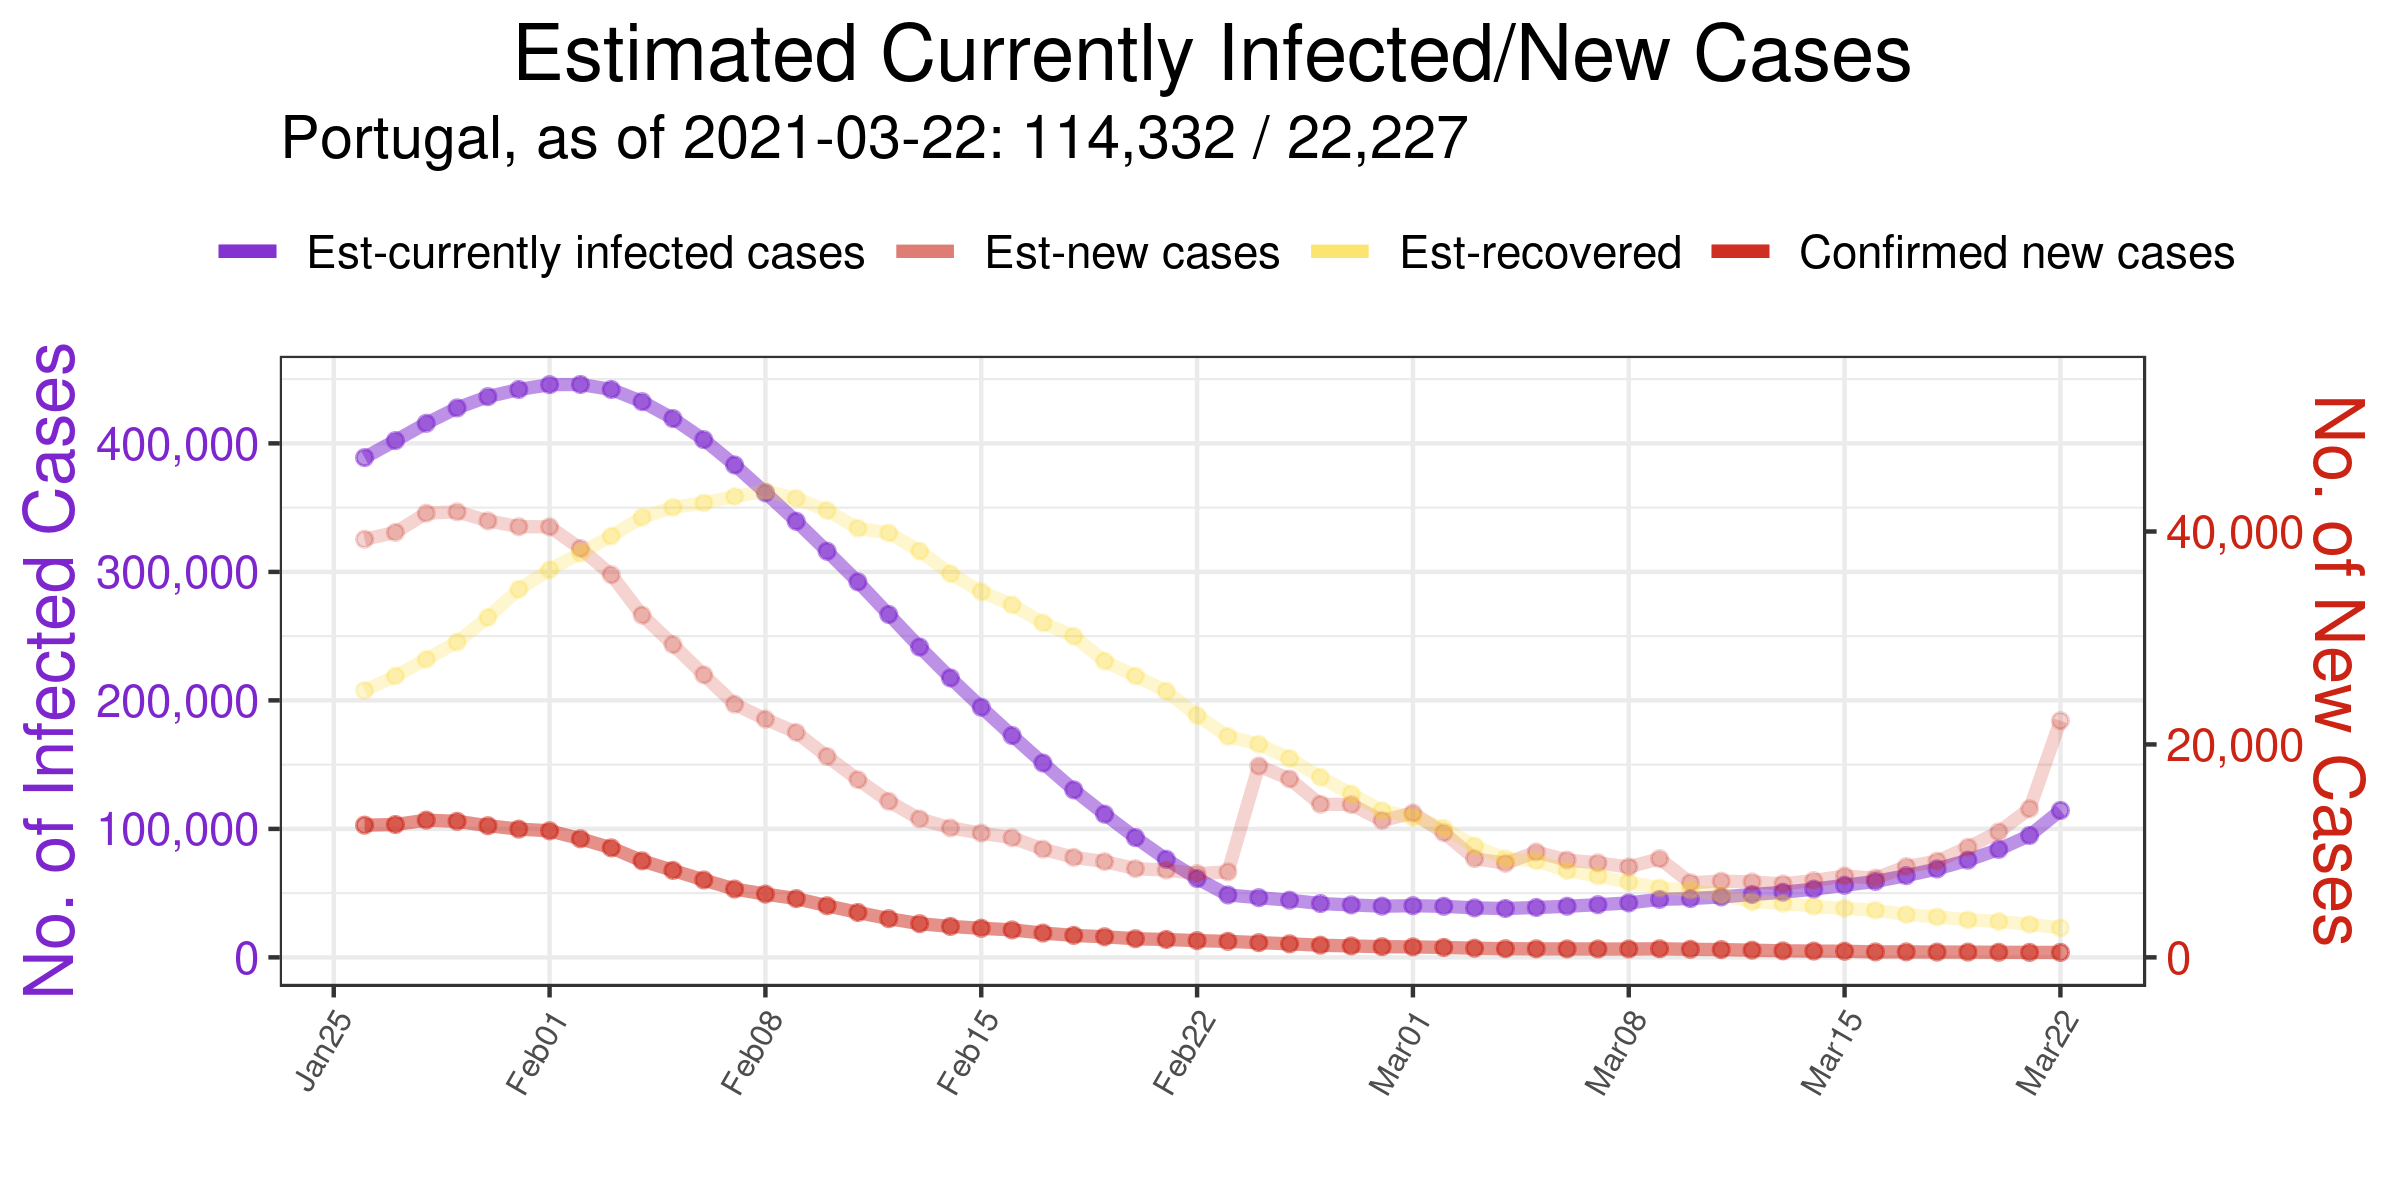 Estimated Currently Infected/New Cases
Portugal, as of 2021-03-22: 114,332 / 22,227
Est-currently infected cases Est-new cases Est-recovered Confirmed new cases
No. of Infected Cases
400,000
300,000
200,000
100,000
0
40,000
20,000
0
No. of New Cases
Jan25 Feb01 Feb08 Feb15 Feb22 Mar01 Mar08 Mar15 Mar22